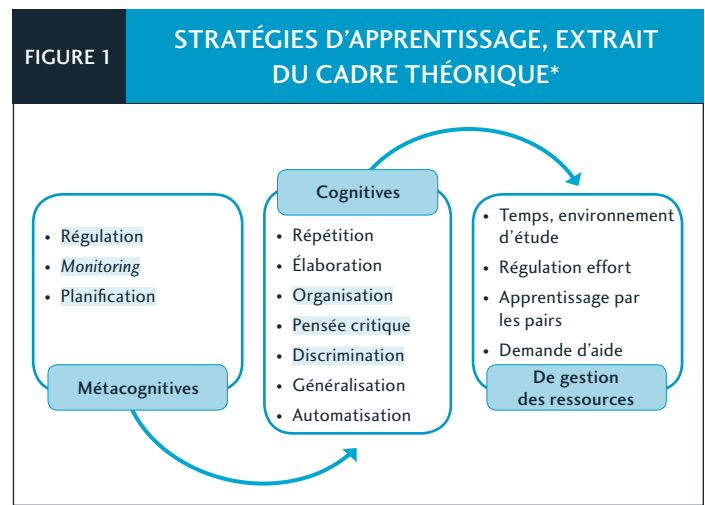 FIGURE 1
STRATÉGIES D'APPRENTISSAGE, EXTRAIT
DU CADRE THÉORIQUE*
• Régulation
• Monitoring
• Planification
Métacognitives
Cognitives
• Répétition
• Élaboration
• Organisation
• Pensée critique
• Discrimination
• Généralisation
• Automatisation
• Temps, environnement
d'étude
• Régulation effort
• Apprentissage par
les pairs
• Demande d'aide
De gestion
des ressources